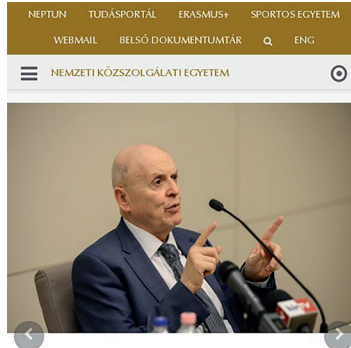 NEPTUN TUDÁSPORTÁL ERASMUS+ SPORTOS EGYETEM
WEBMAIL BELSŐ DOKUMENTUMTÁR ENG
NEMZETI KÖZSZOLGÁLATI EGYETEM